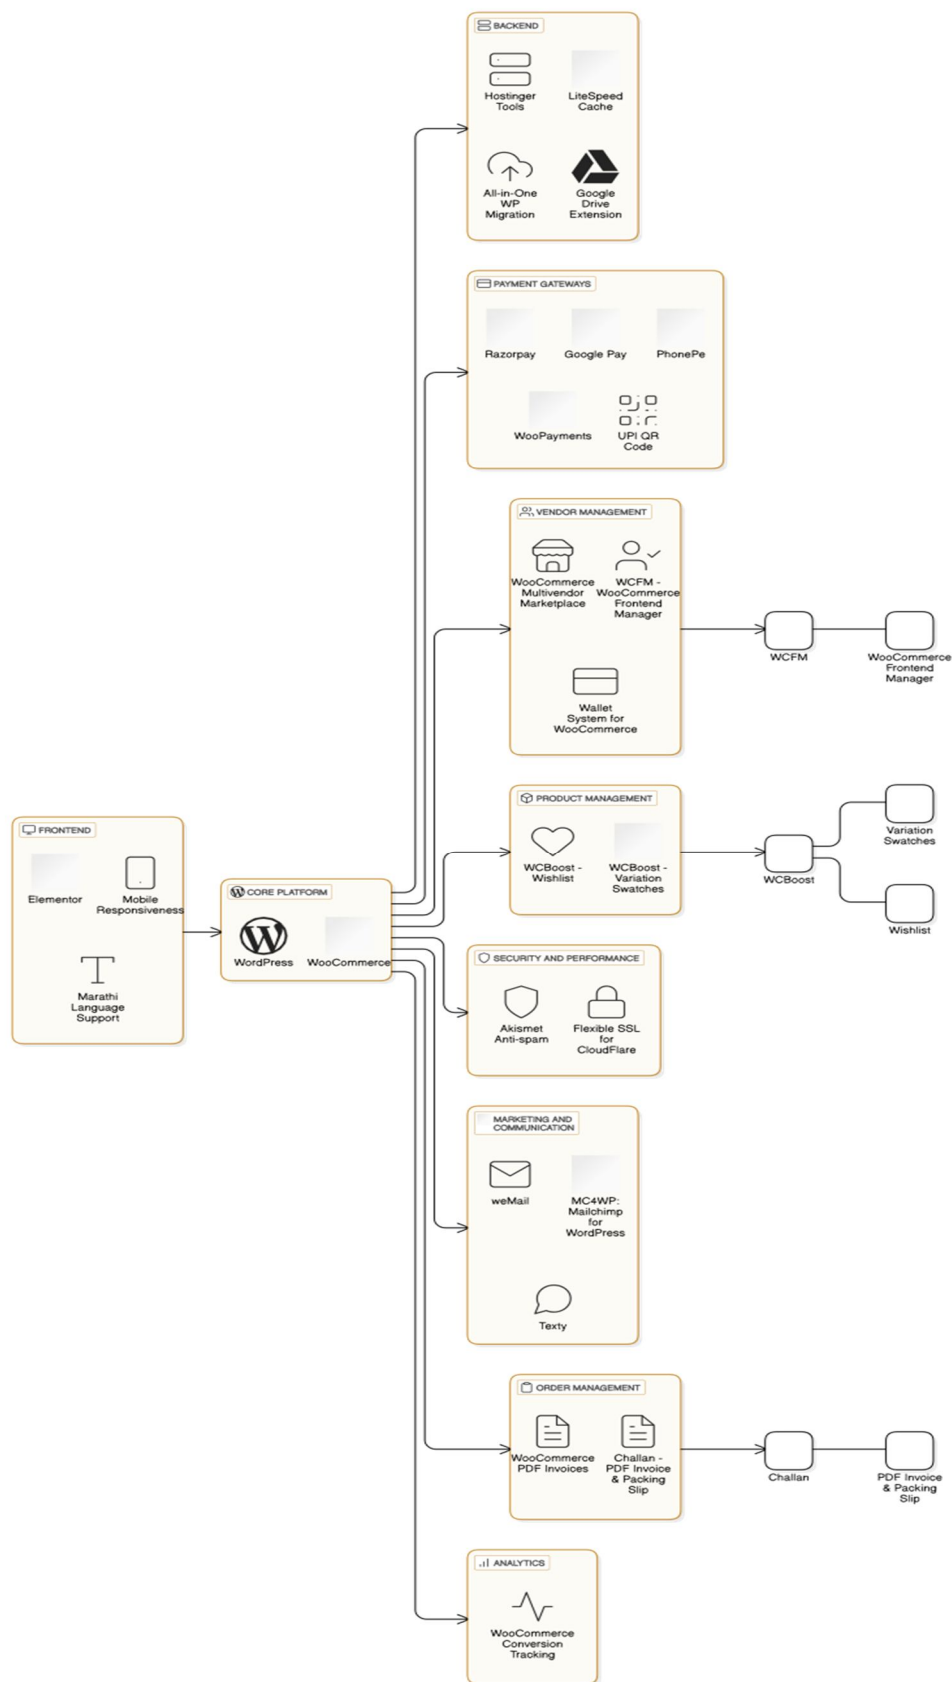 BACKEND
Hostinger
Tools
LiteSpeed
Cache
All-in-One
WP
Migration
Google
Drive
Extension
PAYMENT GATEWAYS
Razorpay
Google Pay
PhonePe
WooPayments
UPI QR
Code
VENDOR MANAGEMENT
WooCommerce
Multivendor
Marketplace
WCFM -
WooCommerce
Frontend
Manager
Wallet
System for
WooCommerce
WCFM
WooCommerce
Frontend
Manager
PRODUCT MANAGEMENT
WCBoost -
Wishlist
WCBoost -
Variation
Swatches
WCBoost
Variation
Swatches
Wishlist
FRONTEND
Elementor
Mobile
Responsiveness
Marathi
Language
Support
CORE PLATFORM
WordPress
WooCommerce
SECURITY AND PERFORMANCE
Akismet
Anti-spam
Flexible SSL
for
CloudFlare
MARKETING AND
COMMUNICATION
weMail
MC4WP:
Mailchimp
for
WordPress
Texty
ORDER MANAGEMENT
WooCommerce
PDF Invoices
Challan -
PDF Invoice
& Packing
Slip
Challan
PDF Invoice
& Packing
Slip
ANALYTICS
WooCommerce
Conversion
Tracking